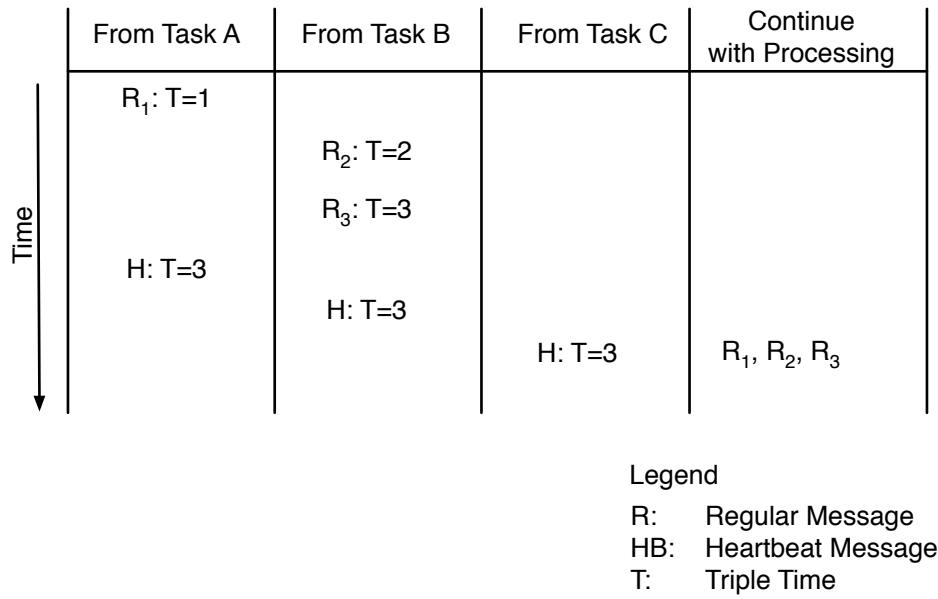 From Task A From Task B From Task C Continue with Processing
R₁: T=1
R₂: T=2
R₃: T=3
H: T=3
H: T=3
H: T=3 R₁, R₂, R₃
Time
Legend
R: Regular Message
HB: Heartbeat Message
T: Triple Time